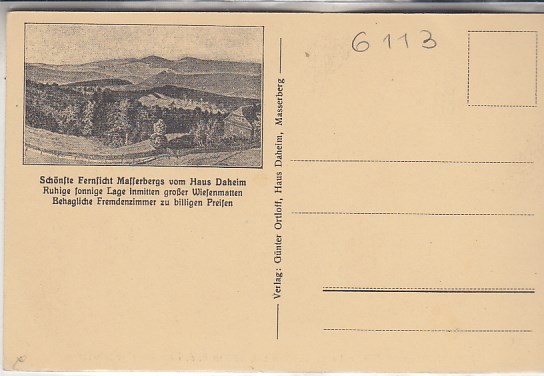 6113
Schönſte Fernſicht Maſſerbergs vom Haus Daheim
Ruhige ſonnige Lage inmitten großer Wieſenmatten
Behagliche Fremdenzimmer zu billigen Preiſen
Verlag: Günter Ortloff, Haus Daheim, Masserberg